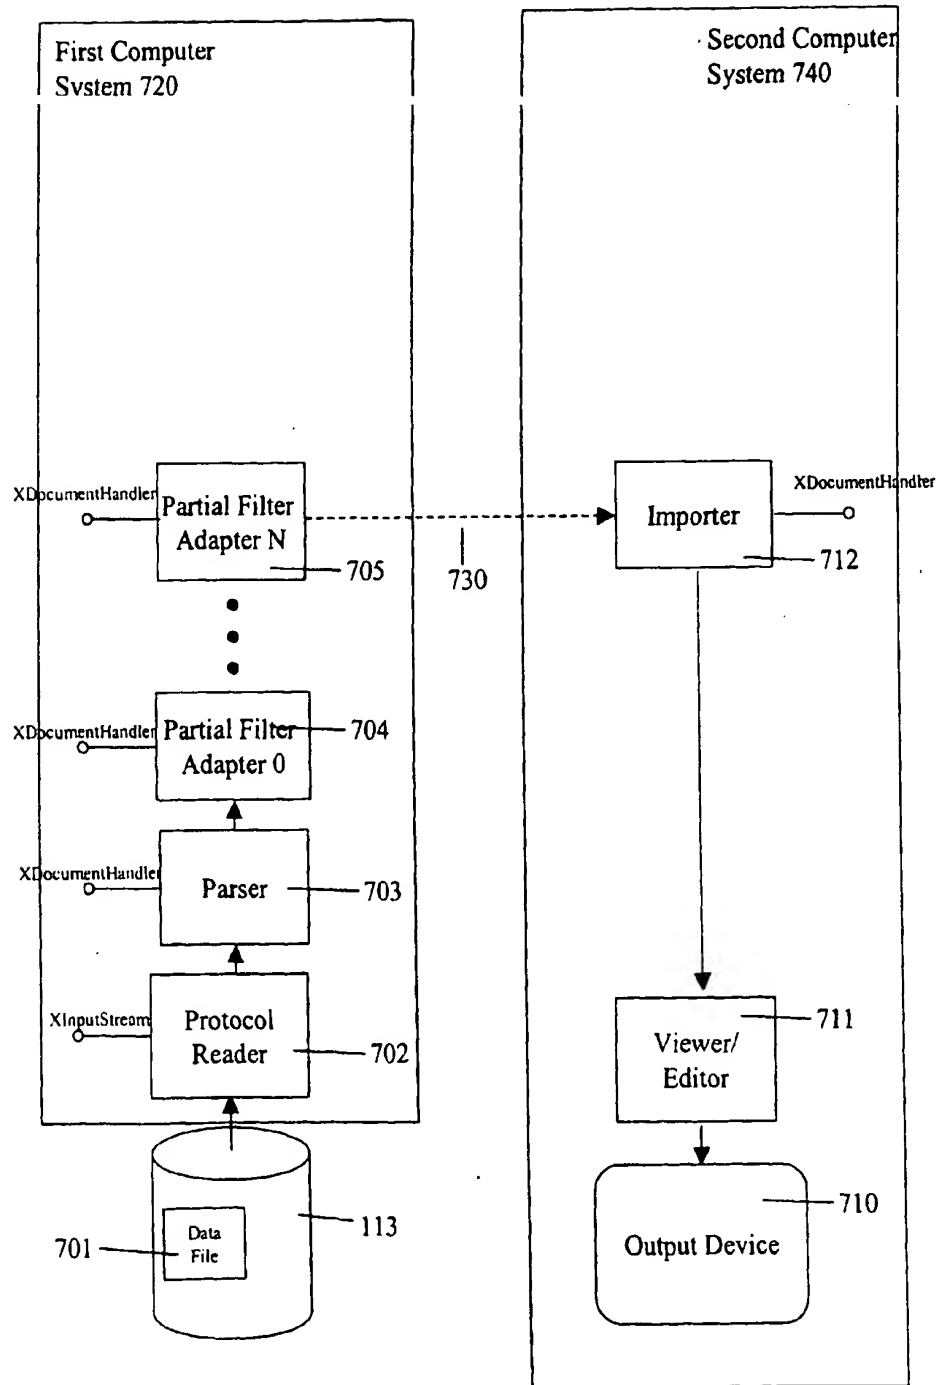 First Computer
System 720
Second Computer
System 740
XDocumentHandler
Partial Filter
Adapter N
705
730
Importer
XDocumentHandler
712
XDocumentHandler
Partial Filter
Adapter 0
704
XDocumentHandler
Parser
703
XInputStream
Protocol
Reader
702
Viewer/
Editor
711
701
Data
File
113
Output Device
710